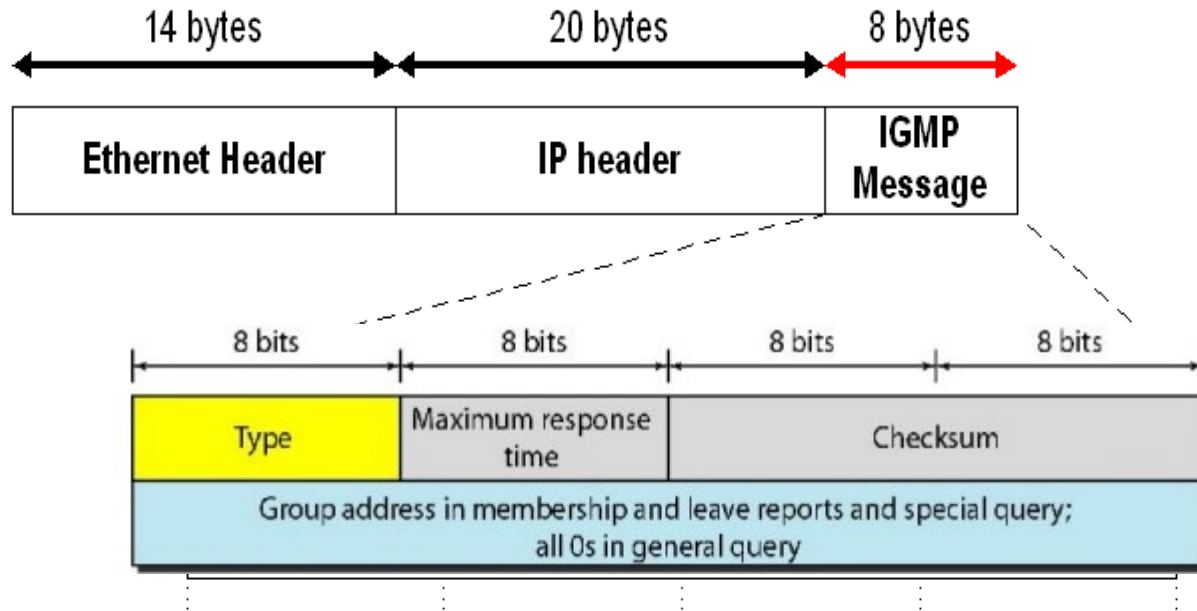 14 bytes 20 bytes 8 bytes
Ethernet Header IP header IGMP
Message
8 bits 8 bits 8 bits 8 bits
Type Maximum response
time Checksum
Group address in membership and leave reports and special query;
all 0s in general query